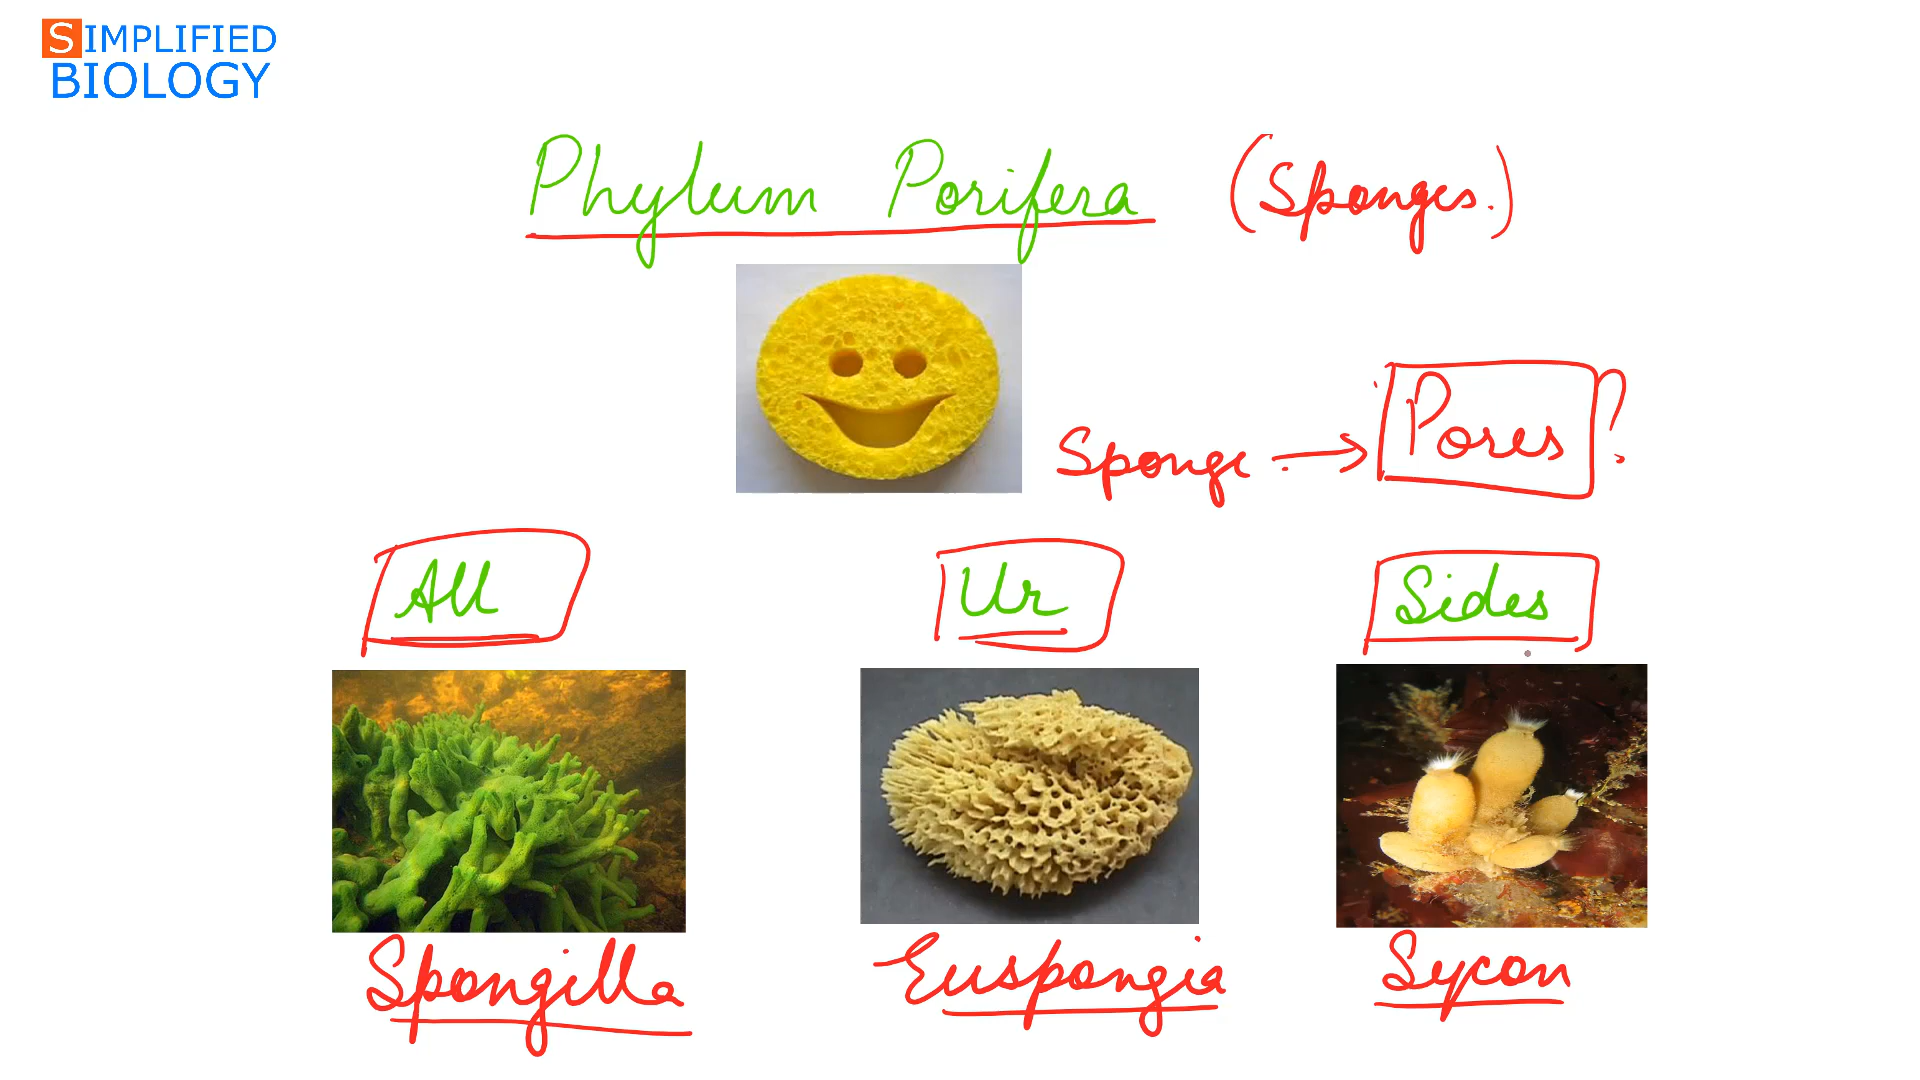 SIMPLIFIED
BIOLOGY
Phylum Porifera (Sponges.)
Sponge → Pores ?
All Ur Sides
Spongilla Euspongia Sycon